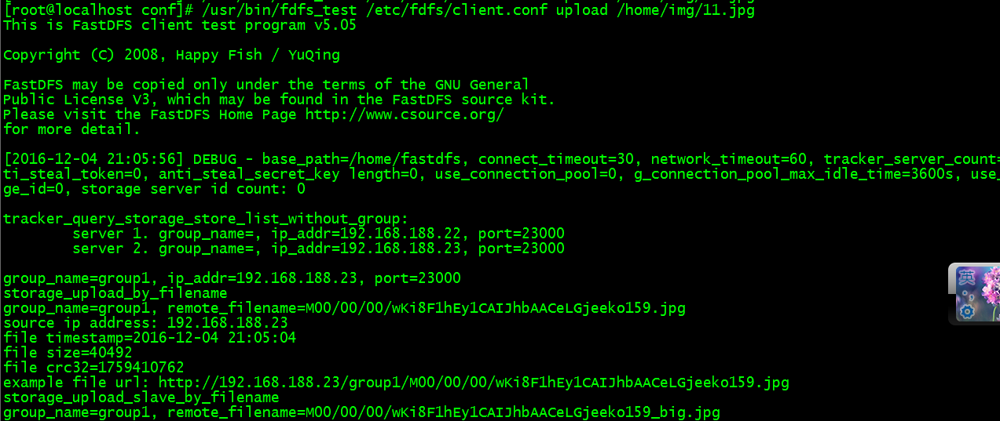 [root@localhost conf]# /usr/bin/fdfs_test /etc/fdfs/client.conf upload /home/img/11.jpg
This is FastDFS client test program v5.05
Copyright (C) 2008, Happy Fish / YuQing
FastDFS may be copied only under the terms of the GNU General
Public License V3, which may be found in the FastDFS source kit.
Please visit the FastDFS Home Page http://www.csource.org/
for more detail.
[2016-12-04 21:05:56] DEBUG - base_path=/home/fastdfs, connect_timeout=30, network_timeout=60, tracker_server_count=
ti_steal_token=0, anti_steal_secret_key length=0, use_connection_pool=0, g_connection_pool_max_idle_time=3600s, use_
ge_id=0, storage server id count: 0
tracker_query_storage_store_list_without_group:
server 1. group_name=, ip_addr=192.168.188.22, port=23000
server 2. group_name=, ip_addr=192.168.188.23, port=23000
group_name=group1, ip_addr=192.168.188.23, port=23000
storage_upload_by_filename
group_name=group1, remote_filename=M00/00/00/wKi8F1hEy1CAIJhbAACeLGjeeko159.jpg
source ip address: 192.168.188.23
file timestamp=2016-12-04 21:05:04
file size=40492
file crc32=1759410762
example file url: http://192.168.188.23/group1/M00/00/00/wKi8F1hEy1CAIJhbAACeLGjeeko159.jpg
storage_upload_slave_by_filename
group_name=group1, remote_filename=M00/00/00/wKi8F1hEy1CAIJhbAACeLGjeeko159_big.jpg
英